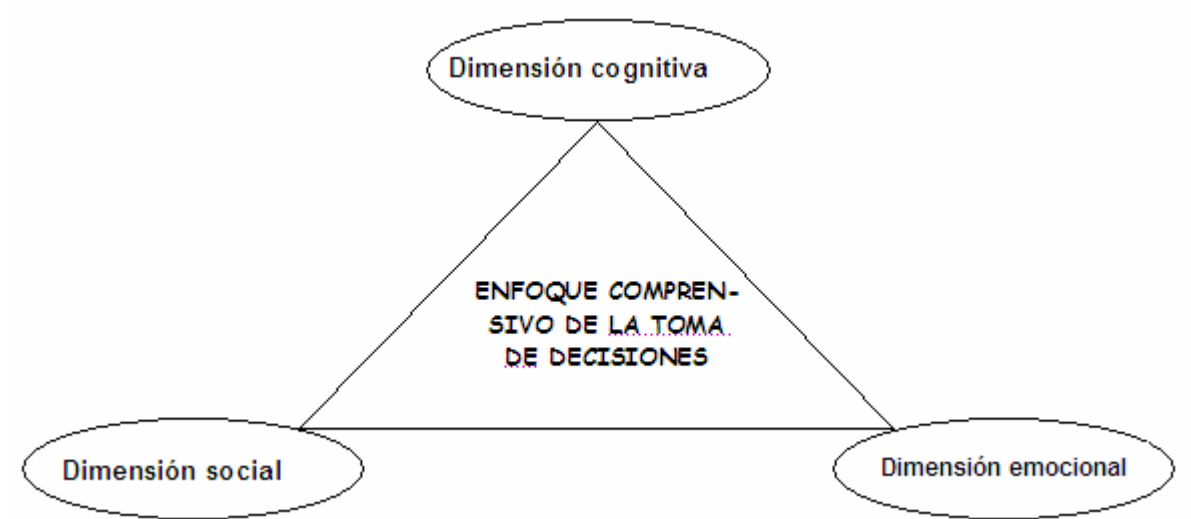 Dimensión cognitiva
ENFOQUE COMPREN-
SIVO DE LA TOMA
DE DECISIONES
Dimensión social
Dimensión emocional